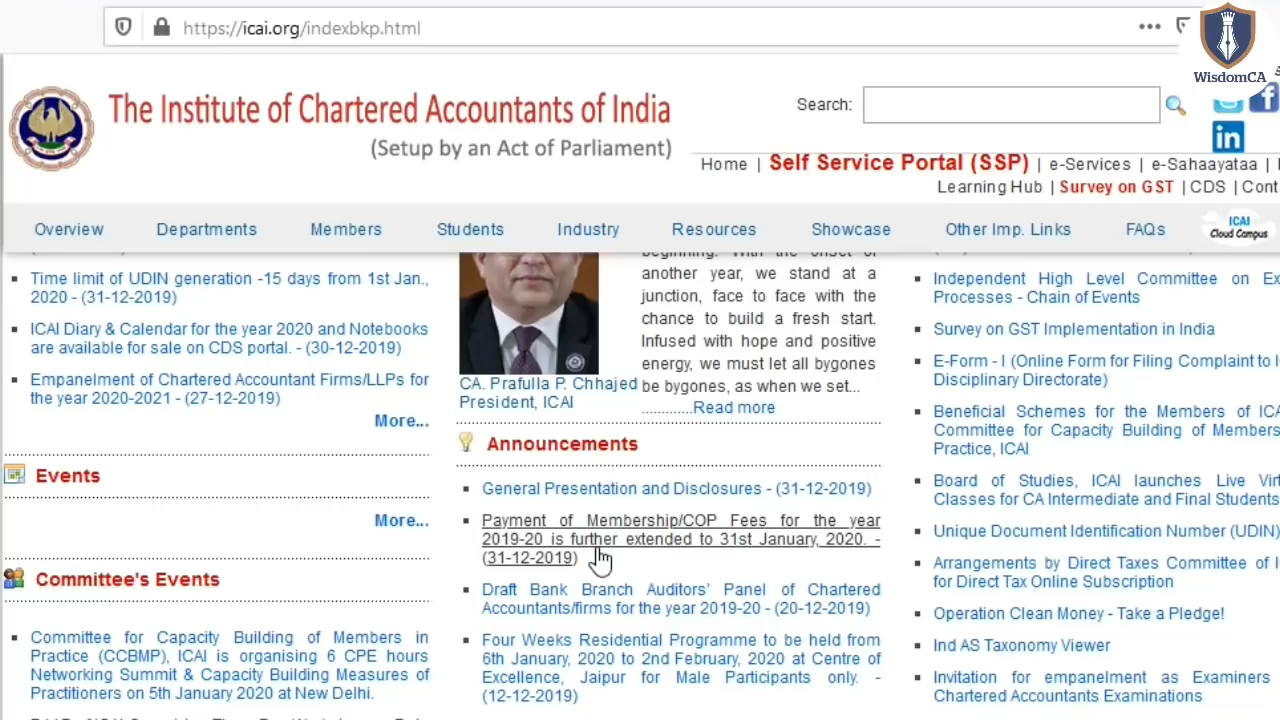 https://icai.org/indexbkp.html
WisdomCA
The Institute of Chartered Accountants of India
(Setup by an Act of Parliament)
Search:
Home | Self Service Portal (SSP) | e-Services | e-Sahaayataa |
Learning Hub | Survey on GST | CDS | Cont
Overview Departments Members Students Industry Resources Showcase Other Imp. Links FAQs ICAI Cloud Campus
Time limit of UDIN generation -15 days from 1st Jan.,
2020 - (31-12-2019)
ICAI Diary & Calendar for the year 2020 and Notebooks
are available for sale on CDS portal. - (30-12-2019)
Empanelment of Chartered Accountant Firms/LLPs for
the year 2020-2021 - (27-12-2019)
More...
Events
More...
Committee's Events
Committee for Capacity Building of Members in
Practice (CCBMP), ICAI is organising 6 CPE hours
Networking Summit & Capacity Building Measures of
Practitioners on 5th January 2020 at New Delhi.
beginning. With the onset of
another year, we stand at a
junction, face to face with the
chance to build a fresh start.
Infused with hope and positive
energy, we must let all bygones
be bygones, as when we set...
.............Read more
CA. Prafulla P. Chhajed
President, ICAI
Announcements
General Presentation and Disclosures - (31-12-2019)
Payment of Membership/COP Fees for the year
2019-20 is further extended to 31st January, 2020. -
(31-12-2019)
Draft Bank Branch Auditors' Panel of Chartered
Accountants/firms for the year 2019-20 - (20-12-2019)
Four Weeks Residential Programme to be held from
6th January, 2020 to 2nd February, 2020 at Centre of
Excellence, Jaipur for Male Participants only. -
(12-12-2019)
Independent High Level Committee on Ex
Processes - Chain of Events
Survey on GST Implementation in India
E-Form - I (Online Form for Filing Complaint to
Disciplinary Directorate)
Beneficial Schemes for the Members of ICA
Committee for Capacity Building of Members
Practice, ICAI
Board of Studies, ICAI launches Live Virt
Classes for CA Intermediate and Final Students
Unique Document Identification Number (UDIN)
Arrangements by Direct Taxes Committee of
for Direct Tax Online Subscription
Operation Clean Money - Take a Pledge!
Ind AS Taxonomy Viewer
Invitation for empanelment as Examiners
Chartered Accountants Examinations